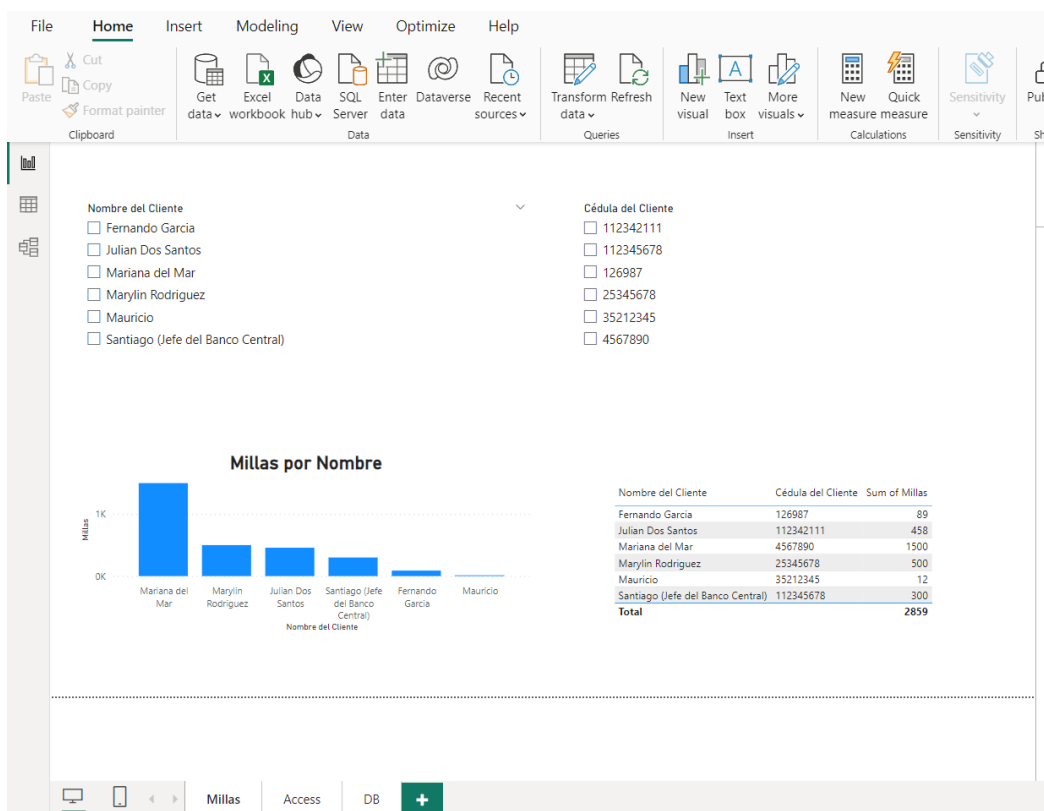 File Home Insert Modeling View Optimize Help
Paste
Cut
Copy
Format painter
Clipboard
Get data
Excel workbook
Data hub
SQL Server
Enter data
Dataverse
Recent sources
Data
Transform data
Refresh
Queries
New visual
Text box
More visuals
Insert
New measure
Quick measure
Calculations
Sensitivity
Sensitivity
Nombre del Cliente
Fernando Garcia
Julian Dos Santos
Mariana del Mar
Marylin Rodriguez
Mauricio
Santiago (Jefe del Banco Central)
Cédula del Cliente
112342111
112345678
126987
25345678
35212345
4567890
Millas por Nombre
Millas
1K
0K
Mariana del Mar
Marylin Rodriguez
Julian Dos Santos
Santiago (Jefe del Banco Central)
Fernando Garcia
Mauricio
Nombre del Cliente
Nombre del Cliente Cédula del Cliente Sum of Millas
Fernando Garcia 126987 89
Julian Dos Santos 112342111 458
Mariana del Mar 4567890 1500
Marylin Rodriguez 25345678 500
Mauricio 35212345 12
Santiago (Jefe del Banco Central) 112345678 300
Total 2859
Millas Access DB +